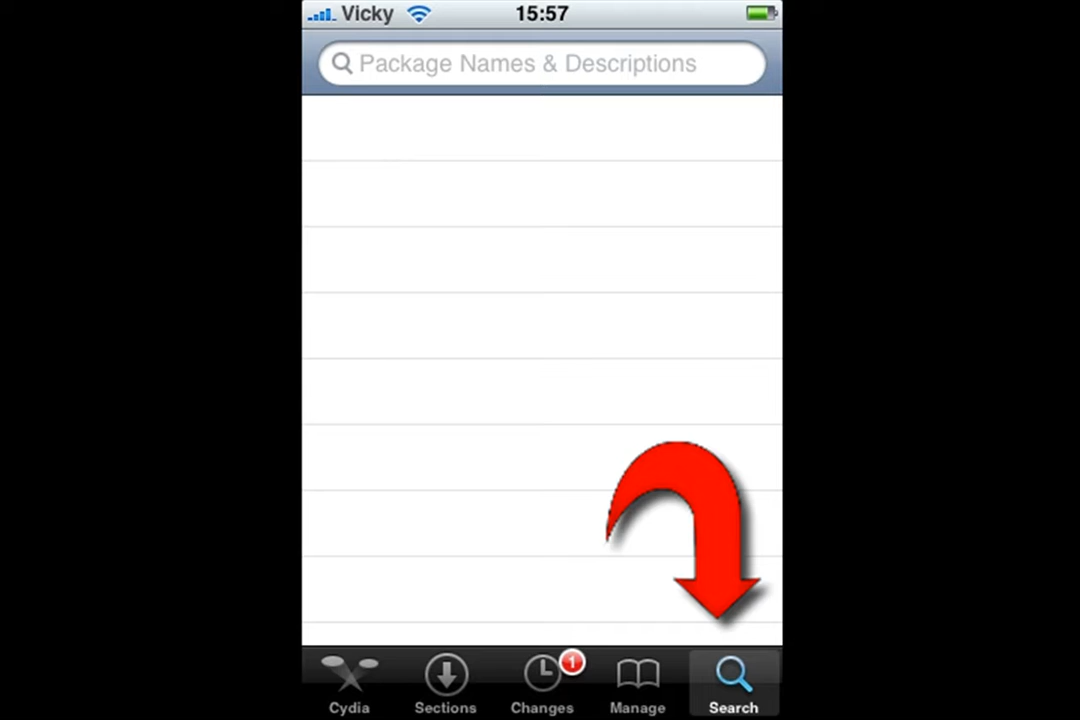 Vicky 15:57
Package Names & Descriptions
1
Cydia Sections Changes Manage Search